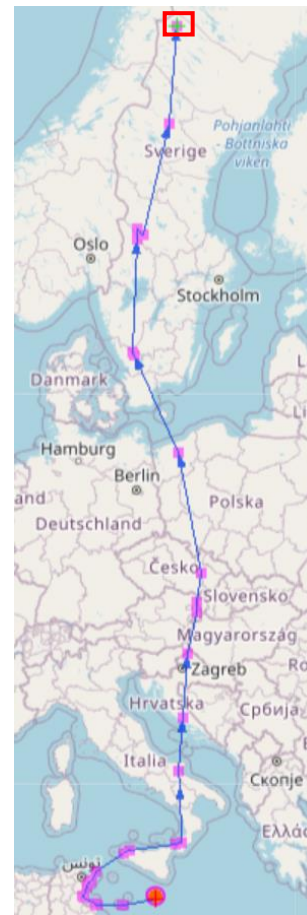 Pohjanlahti
- Bottniska
viken
Sverige
Oslo
Stockholm
Danmark
Hamburg
Berlin
and
Deutschland
Polska
Česko
Slovensko
Magyarország
Zagreb
Ro
Hrvatska
Србија
Italia
Скопје
Ελλάς
تونس